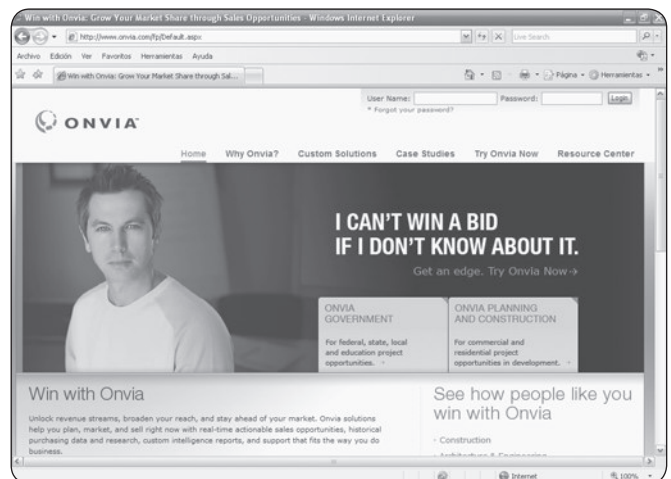 Win with Onvia: Grow Your Market Share through Sales Opportunities - Windows Internet Explorer
http://www.onvia.com/fp/Default.aspx
Live Search
Archivo Edición Ver Favoritos Herramientas Ayuda
Win with Onvia: Grow Your Market Share through Sal...
Página Herramientas
User Name: Password: Login
* Forgot your password?
ONVIA
Home Why Onvia? Custom Solutions Case Studies Try Onvia Now Resource Center
I CAN'T WIN A BID
IF I DON'T KNOW ABOUT IT.
Get an edge. Try Onvia Now→
ONVIA
GOVERNMENT
For federal, state, local
and education project
opportunities.
ONVIA PLANNING
AND CONSTRUCTION
For commercial and
residential project
opportunities in development.
Win with Onvia
Unlock revenue streams, broaden your reach, and stay ahead of your market. Onvia solutions
help you plan, market, and sell right now with real-time actionable sales opportunities, historical
purchasing data and research, custom intelligence reports, and support that fits the way you do
business.
See how people like you
win with Onvia
- Construction
- Architecture & Engineering
Internet 100%